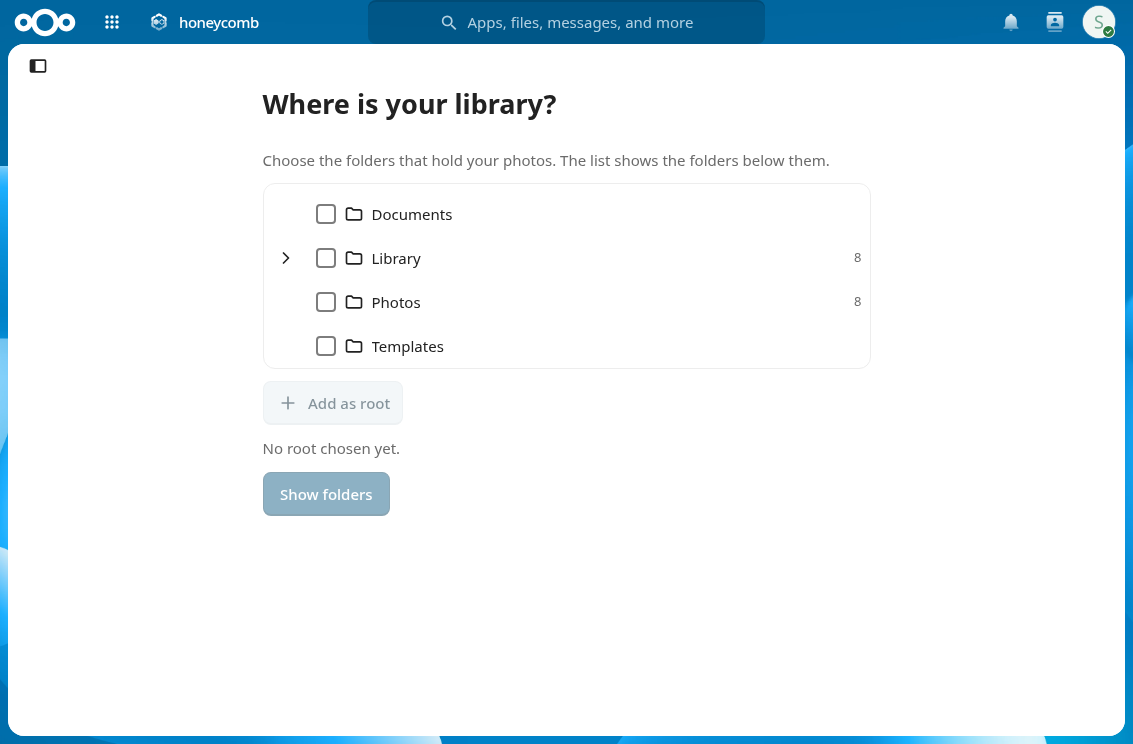 honeycomb
Apps, files, messages, and more
S
Where is your library?
Choose the folders that hold your photos. The list shows the folders below them.
Documents
Library 8
Photos 8
Templates
Add as root
No root chosen yet.
Show folders